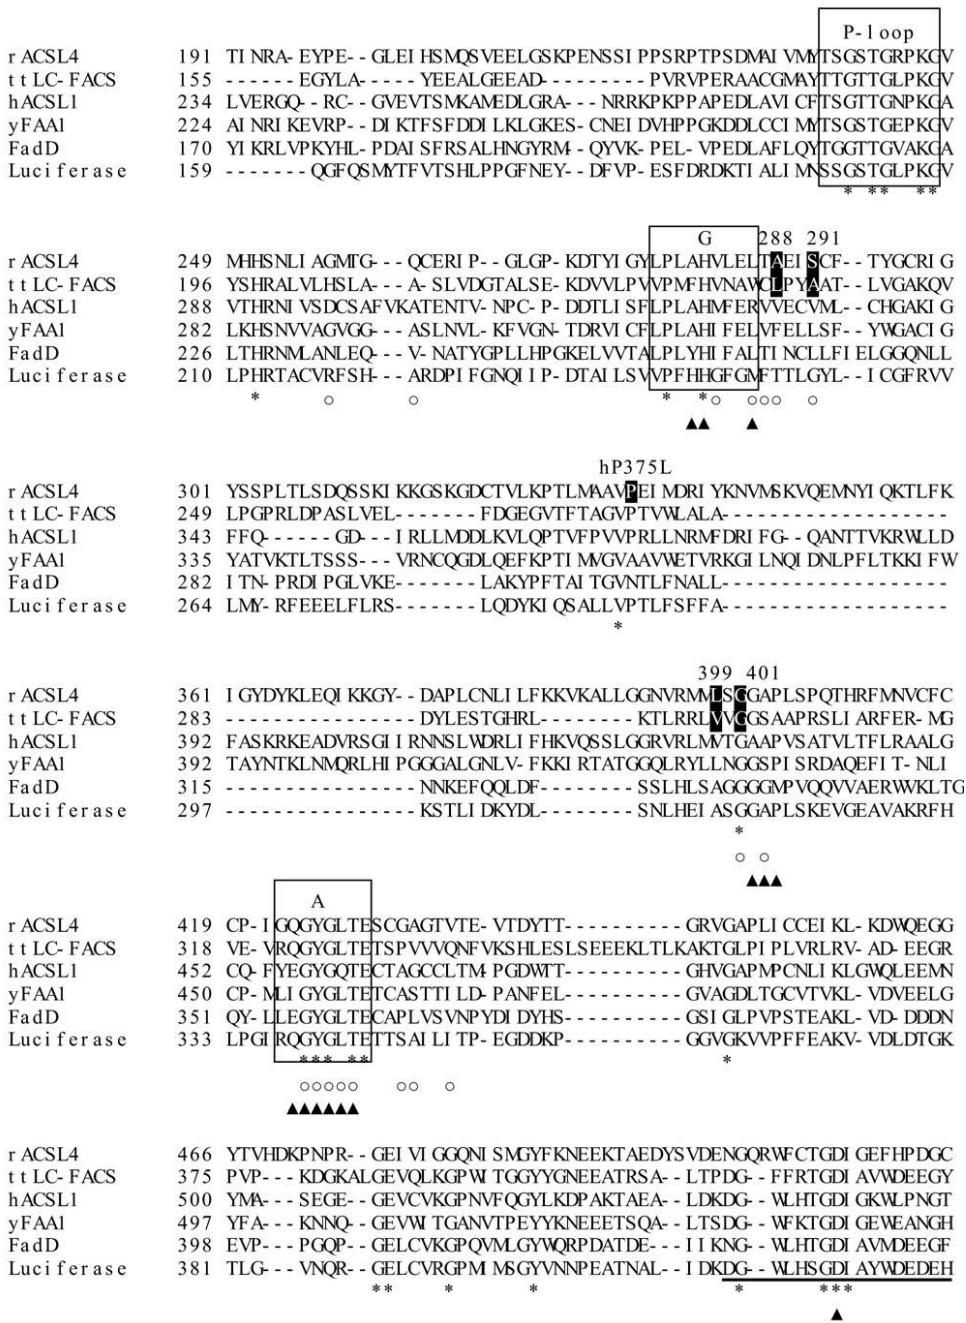 P-loop
rACSL4 191 TINRA-EYPE--GLEIHSMQSVEELGSKPENSSIPPSRPTPSDMAIVMYTSGSTGRPKGV
ttLC-FACS 155 -------EGYLA----YEEALGEEAD-------PVRVPERAACGMAYTTGTTGLPKGV
hACSL1 234 LVERGQ--RC--GVEVTSMKAMEDLGRA---NRRKPKPPAPEDLAVICFTSGTTGNPKGA
yFAA1 224 AINRIKEVRP--DIKTFSFDDILKLGKES-CNEIDVHPPGKDDLCCIMYTSGSTGEPKGV
FadD 170 YIKRLVPKYHL-PDAISFRSALHNGYRM-QYVK-PEL-VPEDLAFLQYTGGTTGVAKGA
Luciferase 159 -------QGFQSMYTFVTSHLPPGFNEY-DFVP-ESFDRDKTIALIMNSSGSTGLPKGV
* ** **
G 288 291
rACSL4 249 MHHSNLIAGMTG---QCERIP--GLGP-KDTYIGYLPLAHVLELTAEISCF--TYGCRIG
ttLC-FACS 196 YSHRALVLHSLA---A-SLVDGTALSE-KDVVLPVVPMFHVNAWCLPYAAT--LVGAKQV
hACSL1 288 VTHRNIVSDCSAFVKATENTV-NPC-P-DDTLISFLPLAHMFERVVECVML--CHGAKIG
yFAA1 282 LKHSNVVAGVGG---ASLNVL-KFVGN-TDRVICFLPLAHIFELVFELLSF--YWGACIG
FadD 226 LTHRNMLANLEQ---V-NATYGPLLHPGKELVVTALPLYHIFALTINCLLFIELGGQNLL
Luciferase 210 LPHRTACVRFSH---ARDPIFGNQIIP-DTAILSVVPFHHGFGMFTTLGYL--ICGFRVV
* ○ ○ * * ○ ○○○ ○
▲▲ ▲
hP375L
rACSL4 301 YSSPLTLSDQSSKIKKGSKGDCTVLKPTLMAAVPEIMDRIYKNVMSKVQEMNYIQKTLFK
ttLC-FACS 249 LPGPRLDPASLVEL-------FDGEGVTFTAGVPTVWLALA-------------------
hACSL1 343 FFQ------GD-IRLLMDDLKVLQPTVFPVVPRLLNRMFDRIFG--QANTTVKRWLLD
yFAA1 335 YATVKTLTSSS---VRNCQGDLQEFKPTIMVGVAAVWETVRKGILNQIDNLPFLTKKIFW
FadD 282 ITN-PRDIPGLVKE-------LAKYPFTAITGVNTLFNALL-------------------
Luciferase 264 LMY-RFEEELFLRS-------LQDYKIQSALLVPTLFSFFA-------------------
*
399 401
rACSL4 361 IGYDYKLEQIKKGY--DAPLCNLILFKKVKALLGGNVRMMLSGGAPLSPQTHRFMNVCFC
ttLC-FACS 283 ----------------DYLESTGHRL--------KTLRRLVVGGSAAPRSLIARFER-MG
hACSL1 392 FASKRKEADVRSGIIRNNSLWDRLIFHKVQSSLGGRVRLMVTGAAPVSATVLTFLRAALG
yFAA1 392 TAYNTKLNMQRLHIPGGGALGNLV-FKKIRTATGGQLRYLLNGGSPISRDAQEFIT-NLI
FadD 315 ----------------NNKEFQQLDF--------SSLHLSAGGGMPVQQVVAERWVKLTG
Luciferase 297 ----------------KSTLIDKYDL--------SNLHEIASGGAPLSKEVGEAVAKRFH
*
○ ○
▲▲▲
A
rACSL4 419 CP-IGQGYGLTESCGAGTVTE-VTDYTT----------GRVGAPLICCEIKL-KDWQEGG
ttLC-FACS 318 VE-VRQGYGLTETSPVVVQNFVKSHLESLSEEEKLTLKAKTGLPIPLVRLRV-AD-EEGR
hACSL1 452 CQ-FYEGYGQTECTAGCCLTM-PGDWTT----------GHVGAPMPCNLIKLGWQLEEMN
yFAA1 450 CP-MLIGYGLTETCASTTILD-PANFEL----------GVAGDLTGCVTVKL-VDVEELG
FadD 351 QY-LLEGYGLTECAPLVSVNPYDIDYHS----------GSIGLPVPSTEAKL-VD-DDDN
Luciferase 333 LPGIRQGYGLTETTSAILITP-EGDDKP----------GGVGKVVPFFEAKV-VDLDTGK
*** ** *
○○○○○ ○○ ○
▲▲▲▲▲▲
rACSL4 466 YTVHDKPNPR--GEIVIGGQNISMGYFKNEEKTAEDYSVDENGQRWFCTGDIGEFHPDGC
ttLC-FACS 375 PVP---KDGKALGEVQLKGPWITGGYYGNEEATRSA--LTPDG--FFRTGDIAVWDEEGY
hACSL1 500 YMA---SEGE--GEVCVKGPNVFQGYLKDPAKTAEA--LDKDG--WLHTGDIGKWLPNGT
yFAA1 497 YFA---KNNQ--GEVWITGANVTPEYYKNEEETSQA--LTSDG--WFKTGDIGEWEANGH
FadD 398 EVP---PGQP--GELCVKGPQVMLGYWQRPDATDE---IIKNG--WLHTGDIAVMDEEGF
Luciferase 381 TLG---VNQR--GELCVRGPMIMSGYVNNPEATNAL--IDKDG--WLHSGDIAYWDEDEH
** * * * ***
▲